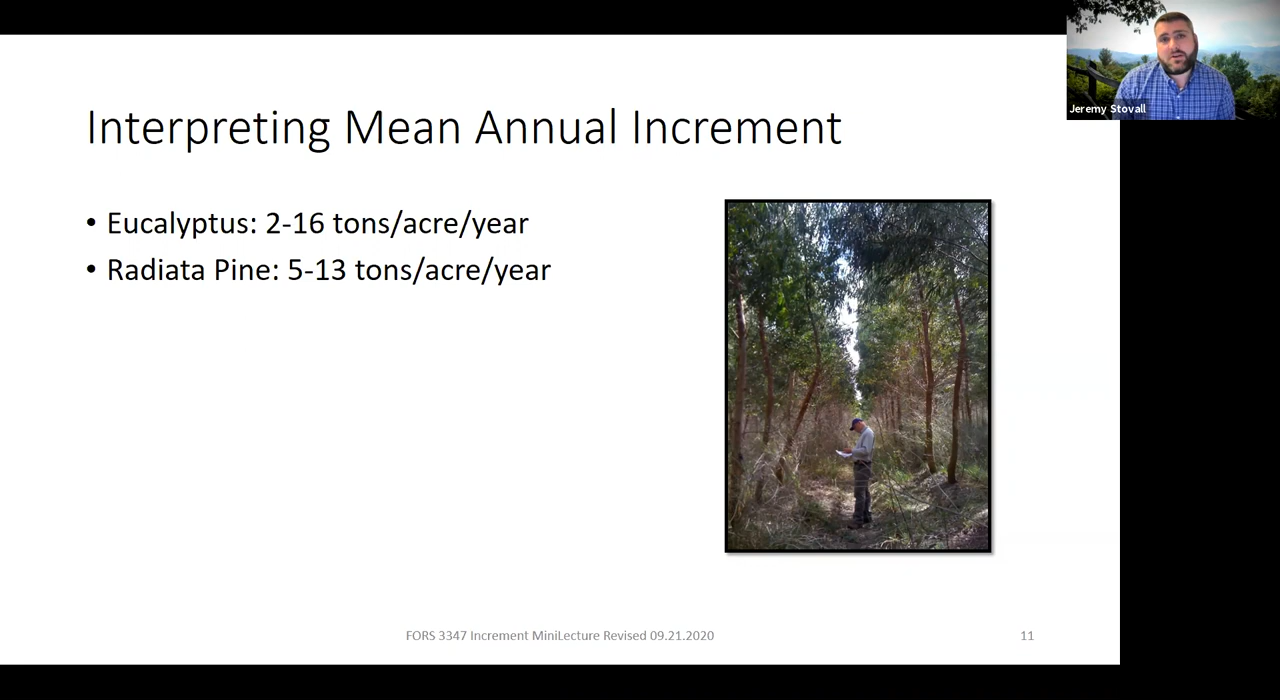 Jeremy Stovall
Interpreting Mean Annual Increment
• Eucalyptus: 2-16 tons/acre/year
• Radiata Pine: 5-13 tons/acre/year
FORS 3347 Increment MiniLecture Revised 09.21.2020
11